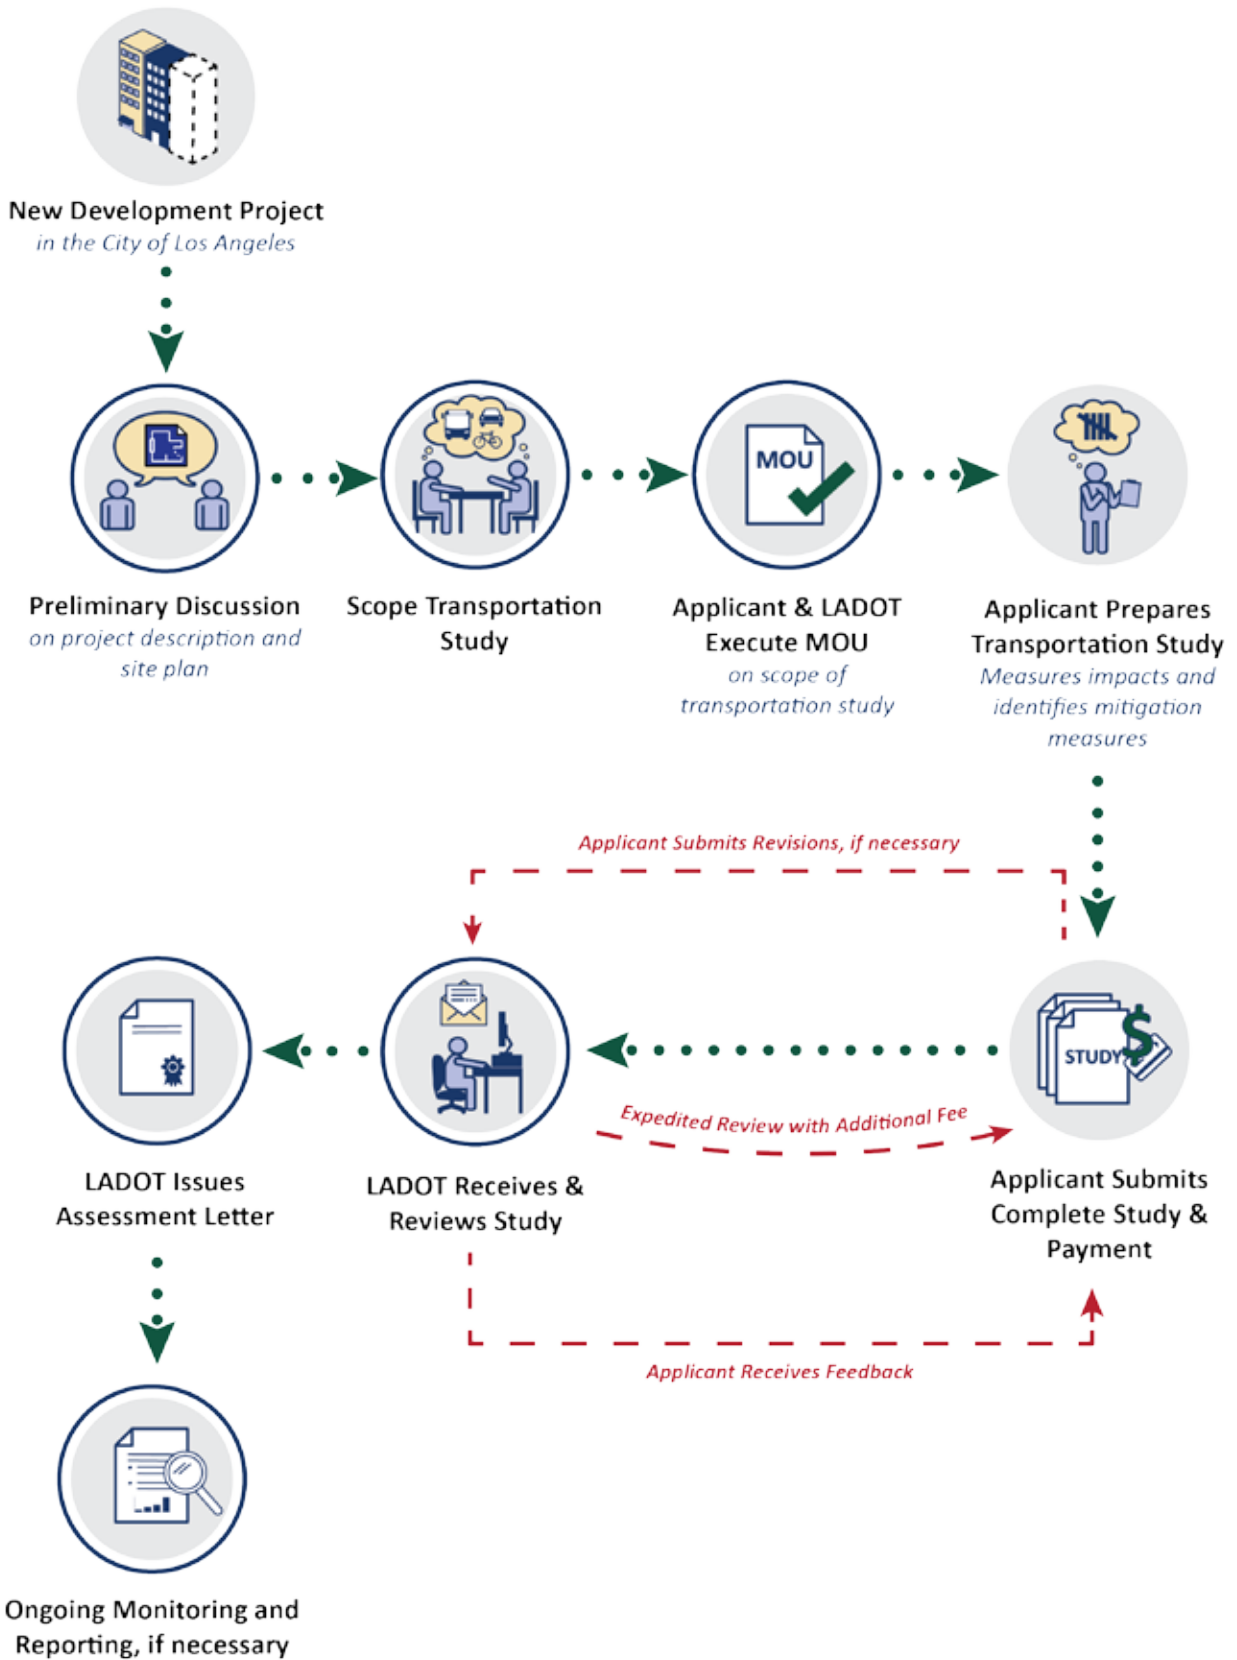 New Development Project
in the City of Los Angeles
Preliminary Discussion
on project description and
site plan
Scope Transportation
Study
MOU
Applicant & LADOT
Execute MOU
on scope of
transportation study
Applicant Prepares
Transportation Study
Measures impacts and
identifies mitigation
measures
Applicant Submits Revisions, if necessary
STUDY
$
Applicant Submits
Complete Study &
Payment
Expedited Review with Additional Fee
LADOT Receives &
Reviews Study
Applicant Receives Feedback
LADOT Issues
Assessment Letter
Ongoing Monitoring and
Reporting, if necessary